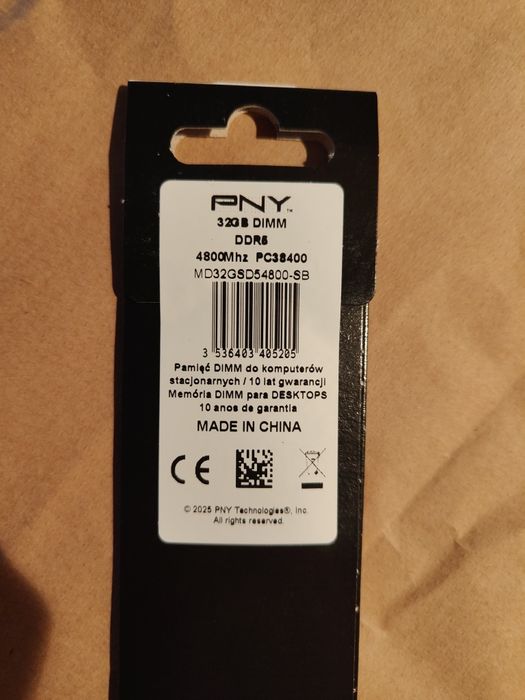 PNY™
32GB DIMM
DDR5
4800Mhz PC38400
MD32GSD54800-SB
3 536403 405205
Pamięć DIMM do komputerów
stacjonarnych / 10 lat gwarancji
Memória DIMM para DESKTOPS
10 anos de garantia
MADE IN CHINA
CE
© 2025 PNY Technologies®, Inc.
All rights reserved.